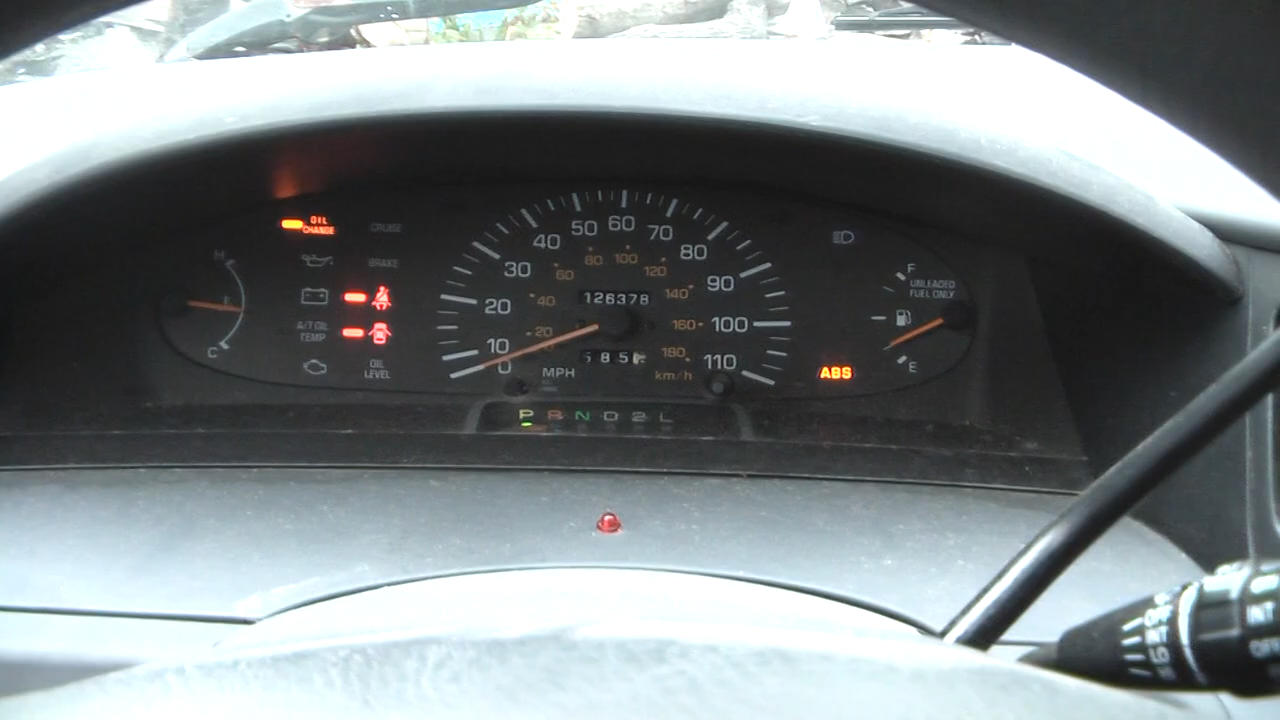 OIL
CHANGE
CRUISE
BRAKE
A/T OIL
TEMP
OIL
LEVEL
H
C
0
10
20
30
40
50
60
70
80
90
100
110
20
40
60
80
100
120
140
160
180
km/h
MPH
126378
P R N D 2 L
F
UNLEADED
FUEL ONLY
E
ABS